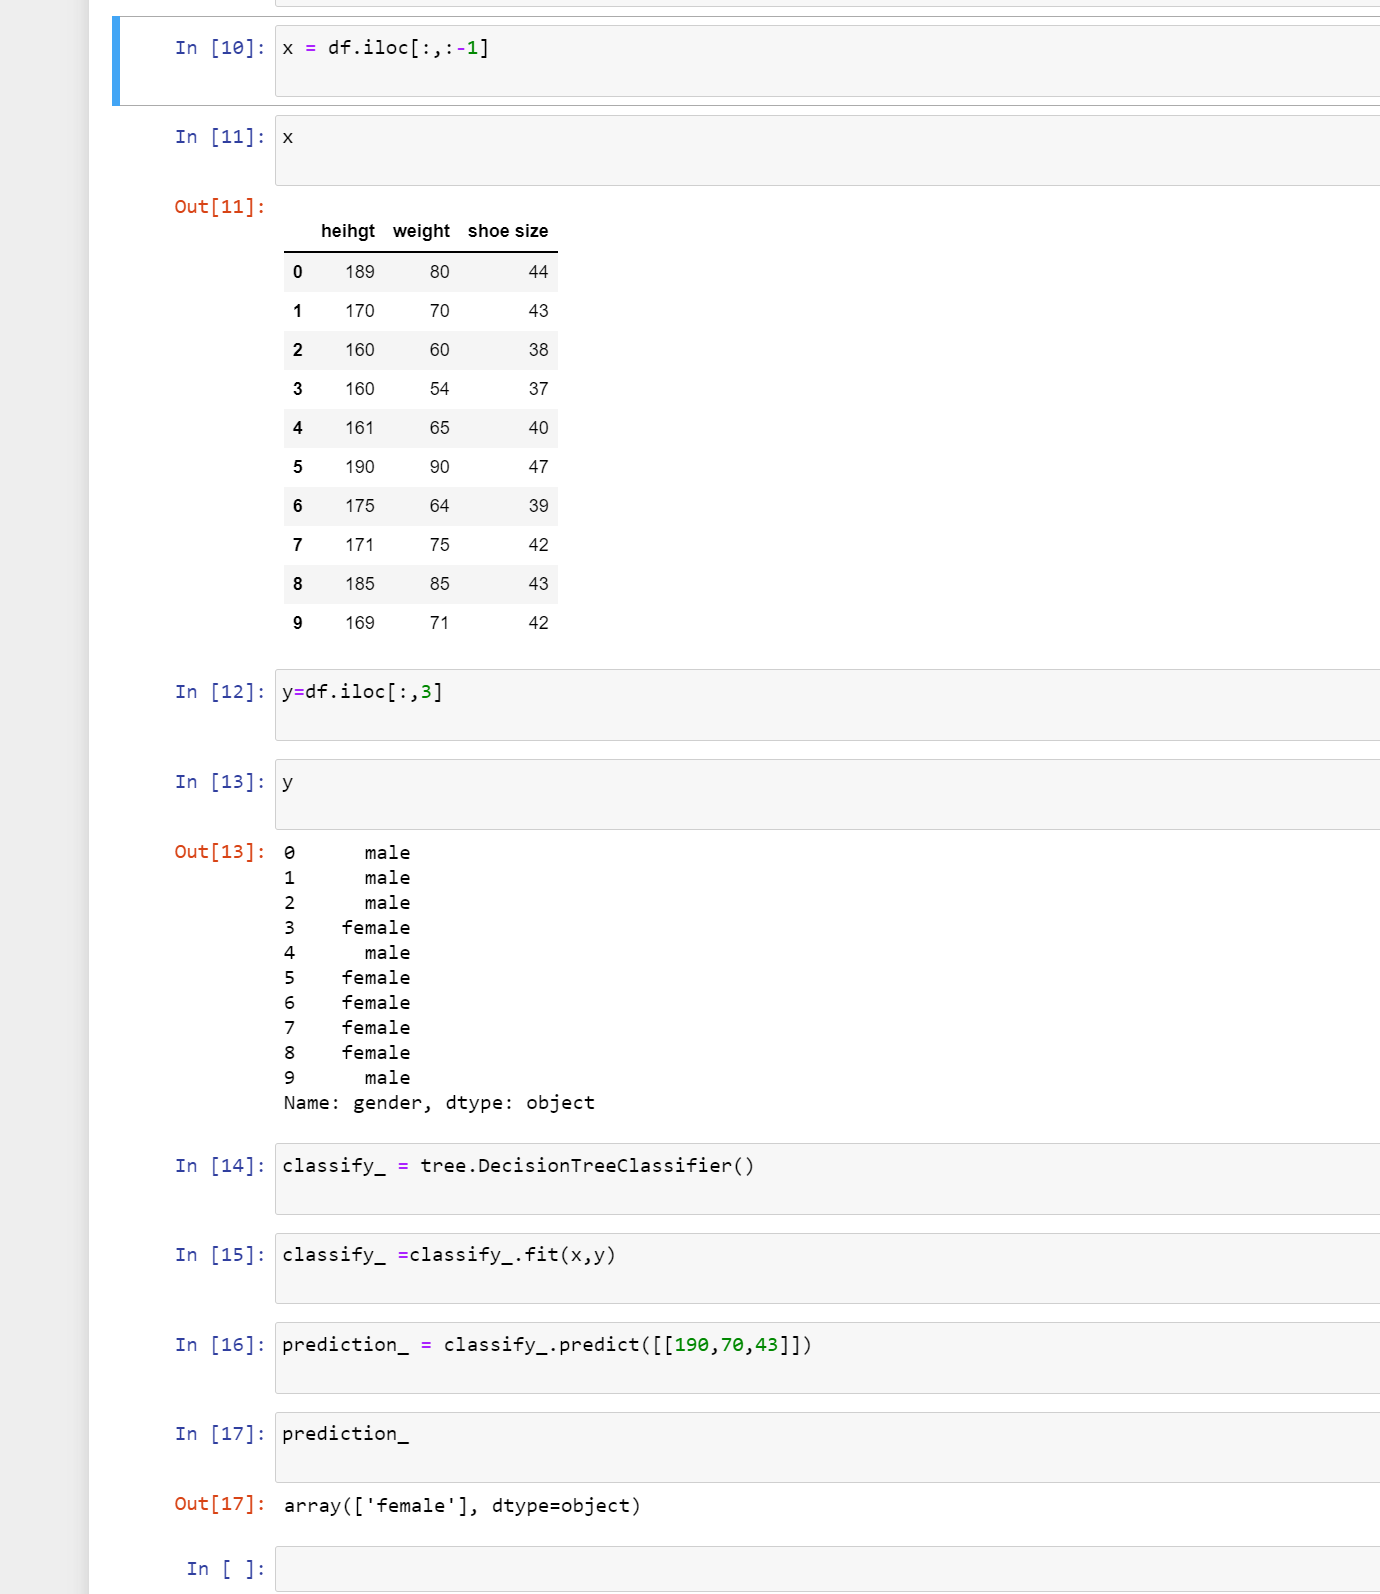 In [10]: x = df.iloc[:,:-1]
In [11]: x
Out[11]:
heihgt weight shoe size
0 189 80 44
1 170 70 43
2 160 60 38
3 160 54 37
4 161 65 40
5 190 90 47
6 175 64 39
7 171 75 42
8 185 85 43
9 169 71 42
In [12]: y=df.iloc[:,3]
In [13]: y
Out[13]: 0 male
1 male
2 male
3 female
4 male
5 female
6 female
7 female
8 female
9 male
Name: gender, dtype: object
In [14]: classify_ = tree.DecisionTreeClassifier()
In [15]: classify_ =classify_.fit(x,y)
In [16]: prediction_ = classify_.predict([[190,70,43]])
In [17]: prediction_
Out[17]: array(['female'], dtype=object)
In [ ]: